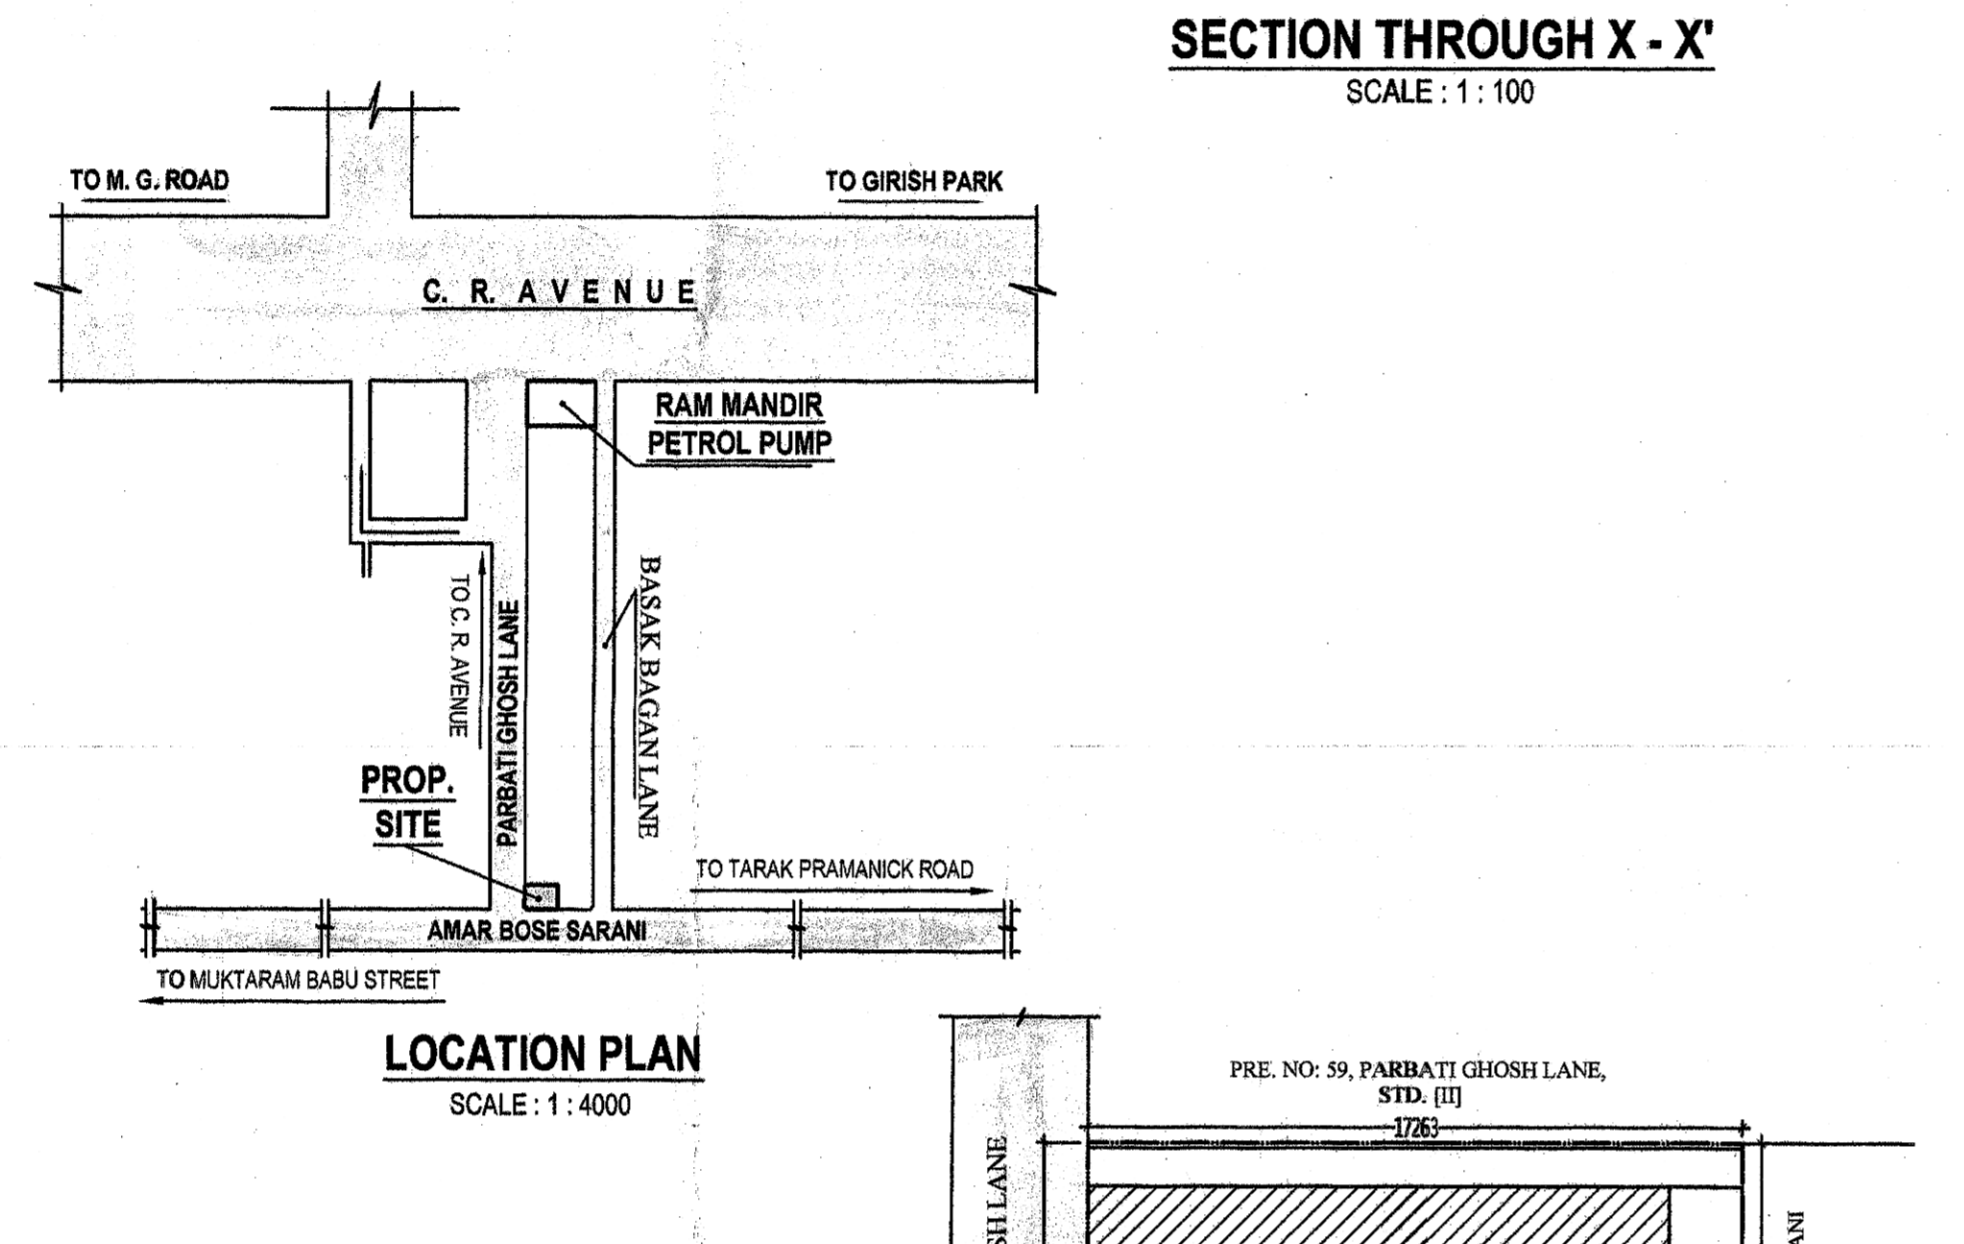 SECTION THROUGH X - X'
SCALE : 1 : 100
TO M. G. ROAD
TO GIRISH PARK
C. R. AVENUE
RAM MANDIR
PETROL PUMP
BASAK BAGAN LANE
TO C. R. AVENUE
PARBATI GHOSH LANE
PROP.
SITE
TO TARAK PRAMANICK ROAD
AMAR BOSE SARANI
TO MUKTARAM BABU STREET
LOCATION PLAN
SCALE : 1 : 4000
PRE. NO: 59, PARBATI GHOSH LANE,
STD. [II]
17263
SH LANE